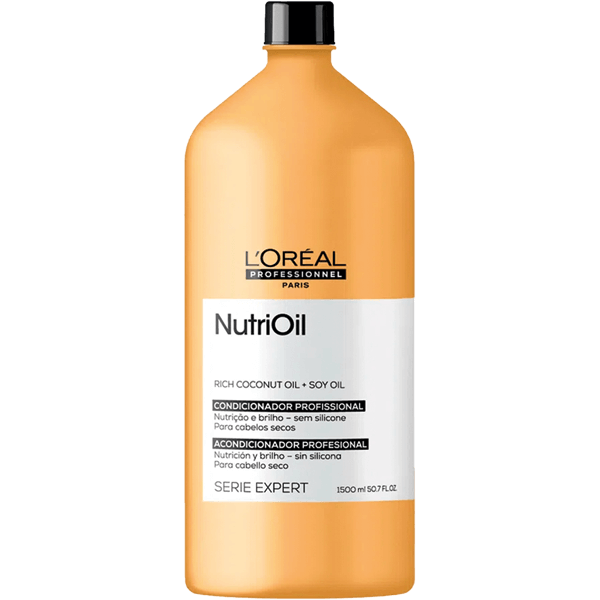 L'ORÉAL
PROFESSIONNEL
PARIS
NutriOil
RICH COCONUT OIL + SOY OIL
CONDICIONADOR PROFISSIONAL
Nutrição e brilho – sem silicone
Para cabelos secos
ACONDICIONADOR PROFESIONAL
Nutrición y brilho – sin silicona
Para cabello seco
SERIE EXPERT 1500 ml 50.7 FL.OZ.